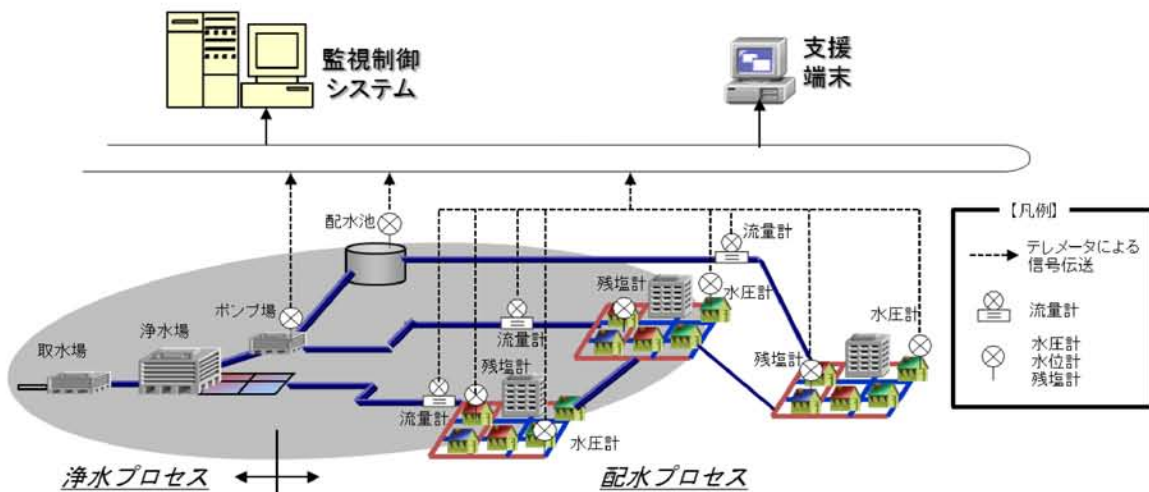 監視制御
システム
支援
端末
配水池
流量計
【凡例】
テレメータによる
信号伝送
残塩計
水圧計
ポンプ場
流量計
水圧計
流量計
浄水場
水圧計
水位計
残塩計
取水場
残塩計
残塩計
流量計
水圧計
浄水プロセス
配水プロセス